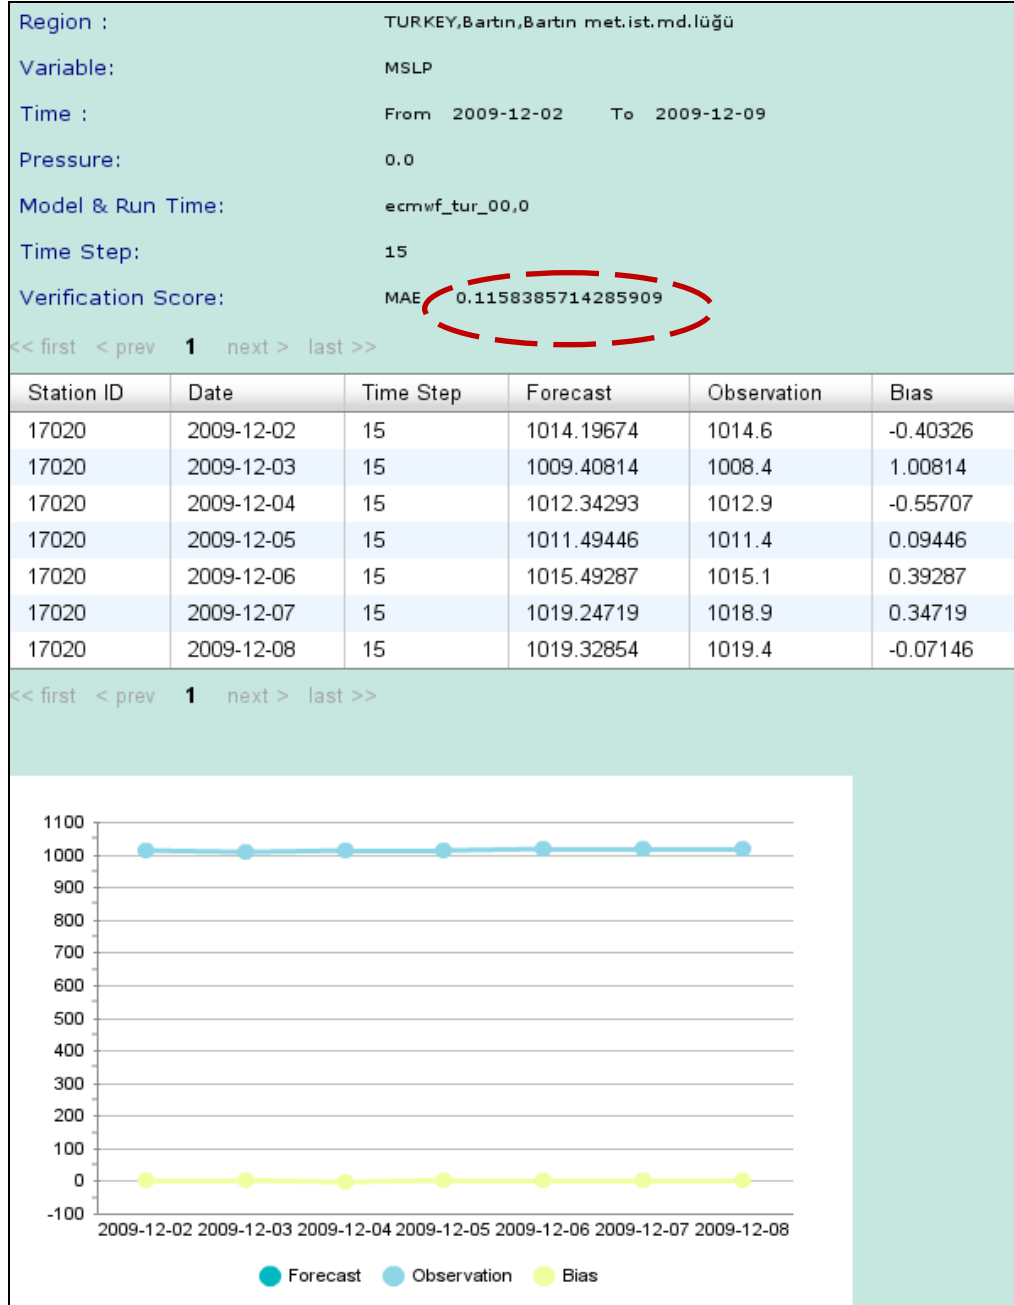 Region : TURKEY,Bartın,Bartın met.ist.md.lüğü
Variable: MSLP
Time : From 2009-12-02 To 2009-12-09
Pressure: 0.0
Model & Run Time: ecmwf_tur_00,0
Time Step: 15
Verification Score: MAE 0.1158385714285909
<< first < prev 1 next > last >>
Station ID Date Time Step Forecast Observation Bıas
17020 2009-12-02 15 1014.19674 1014.6 -0.40326
17020 2009-12-03 15 1009.40814 1008.4 1.00814
17020 2009-12-04 15 1012.34293 1012.9 -0.55707
17020 2009-12-05 15 1011.49446 1011.4 0.09446
17020 2009-12-06 15 1015.49287 1015.1 0.39287
17020 2009-12-07 15 1019.24719 1018.9 0.34719
17020 2009-12-08 15 1019.32854 1019.4 -0.07146
<< first < prev 1 next > last >>
1100
1000
900
800
700
600
500
400
300
200
100
0
-100
2009-12-02 2009-12-03 2009-12-04 2009-12-05 2009-12-06 2009-12-07 2009-12-08
Forecast Observation Bias